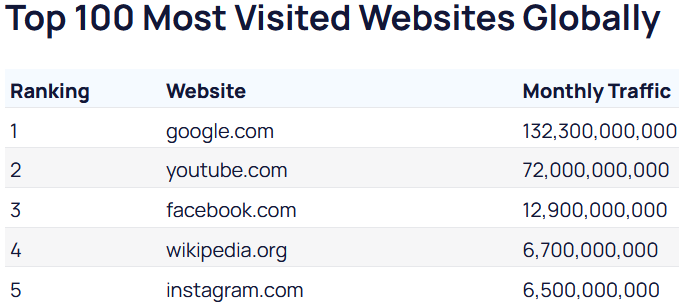 Top 100 Most Visited Websites Globally
Ranking Website Monthly Traffic
1 google.com 132,300,000,000
2 youtube.com 72,000,000,000
3 facebook.com 12,900,000,000
4 wikipedia.org 6,700,000,000
5 instagram.com 6,500,000,000